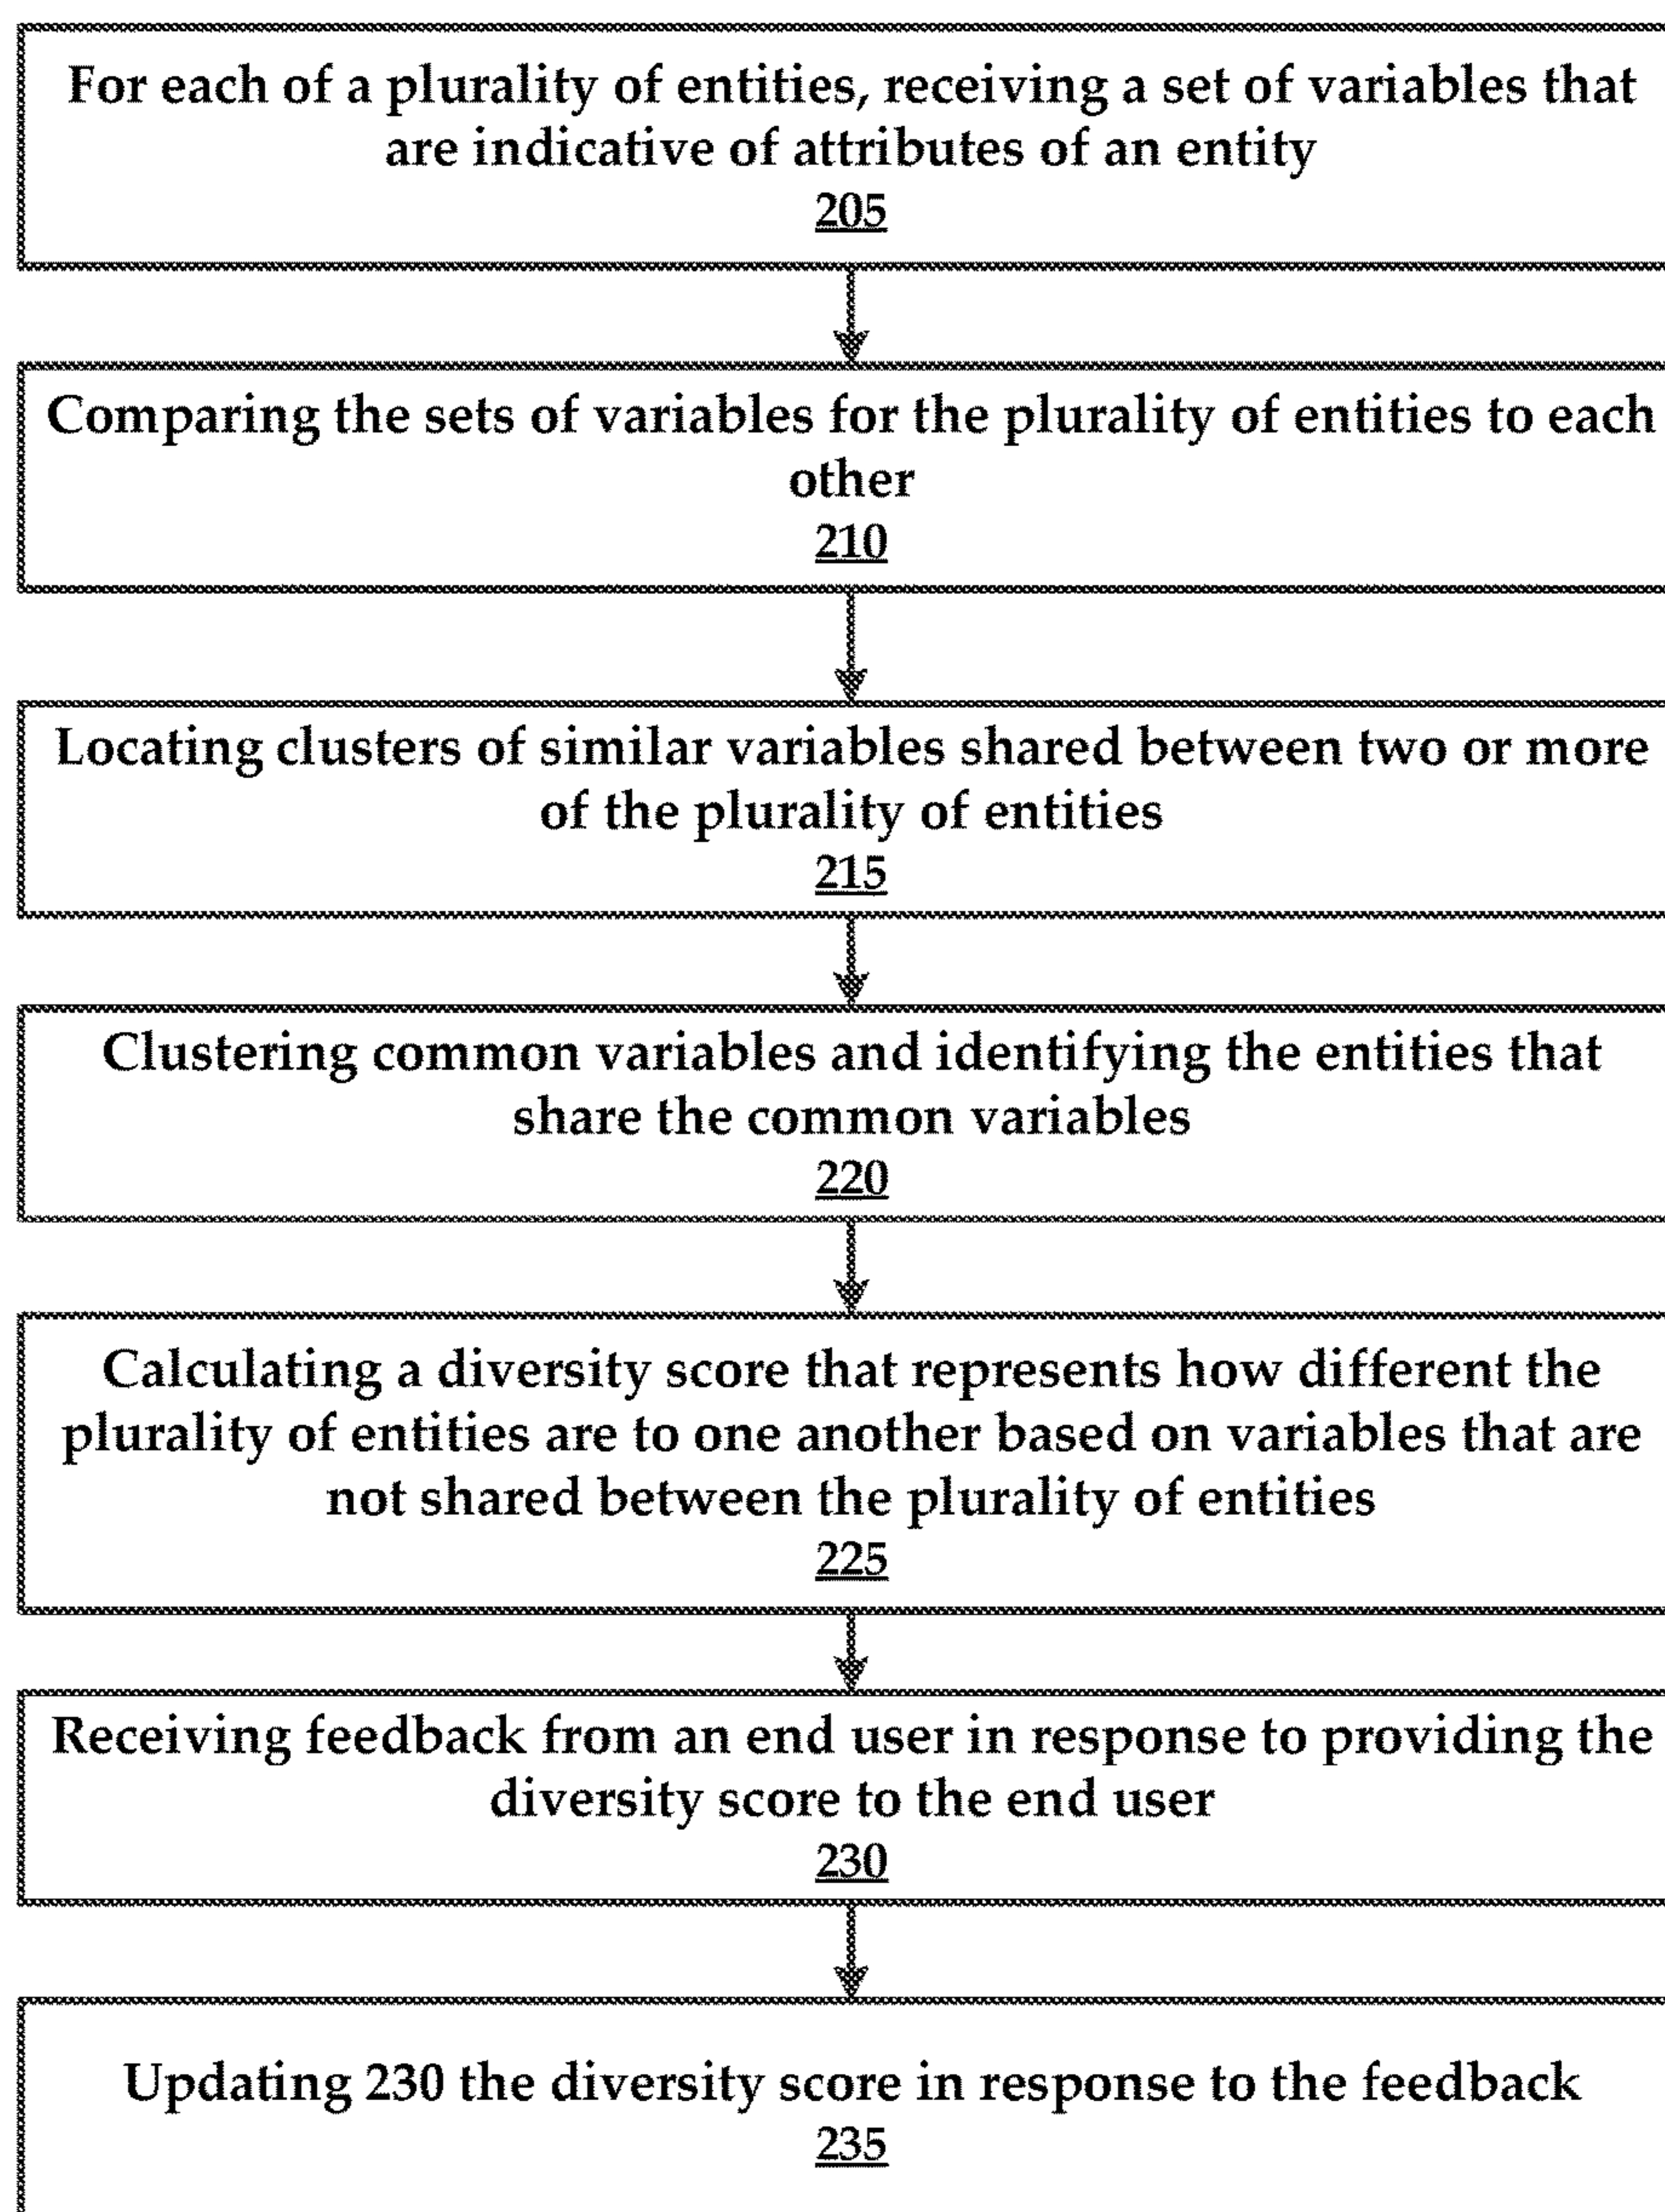 For each of a plurality of entities, receiving a set of variables that
are indicative of attributes of an entity
205
Comparing the sets of variables for the plurality of entities to each
other
210
Locating clusters of similar variables shared between two or more
of the plurality of entities
215
Clustering common variables and identifying the entities that
share the common variables
220
Calculating a diversity score that represents how different the
plurality of entities are to one another based on variables that are
not shared between the plurality of entities
225
Receiving feedback from an end user in response to providing the
diversity score to the end user
230
Updating 230 the diversity score in response to the feedback
235